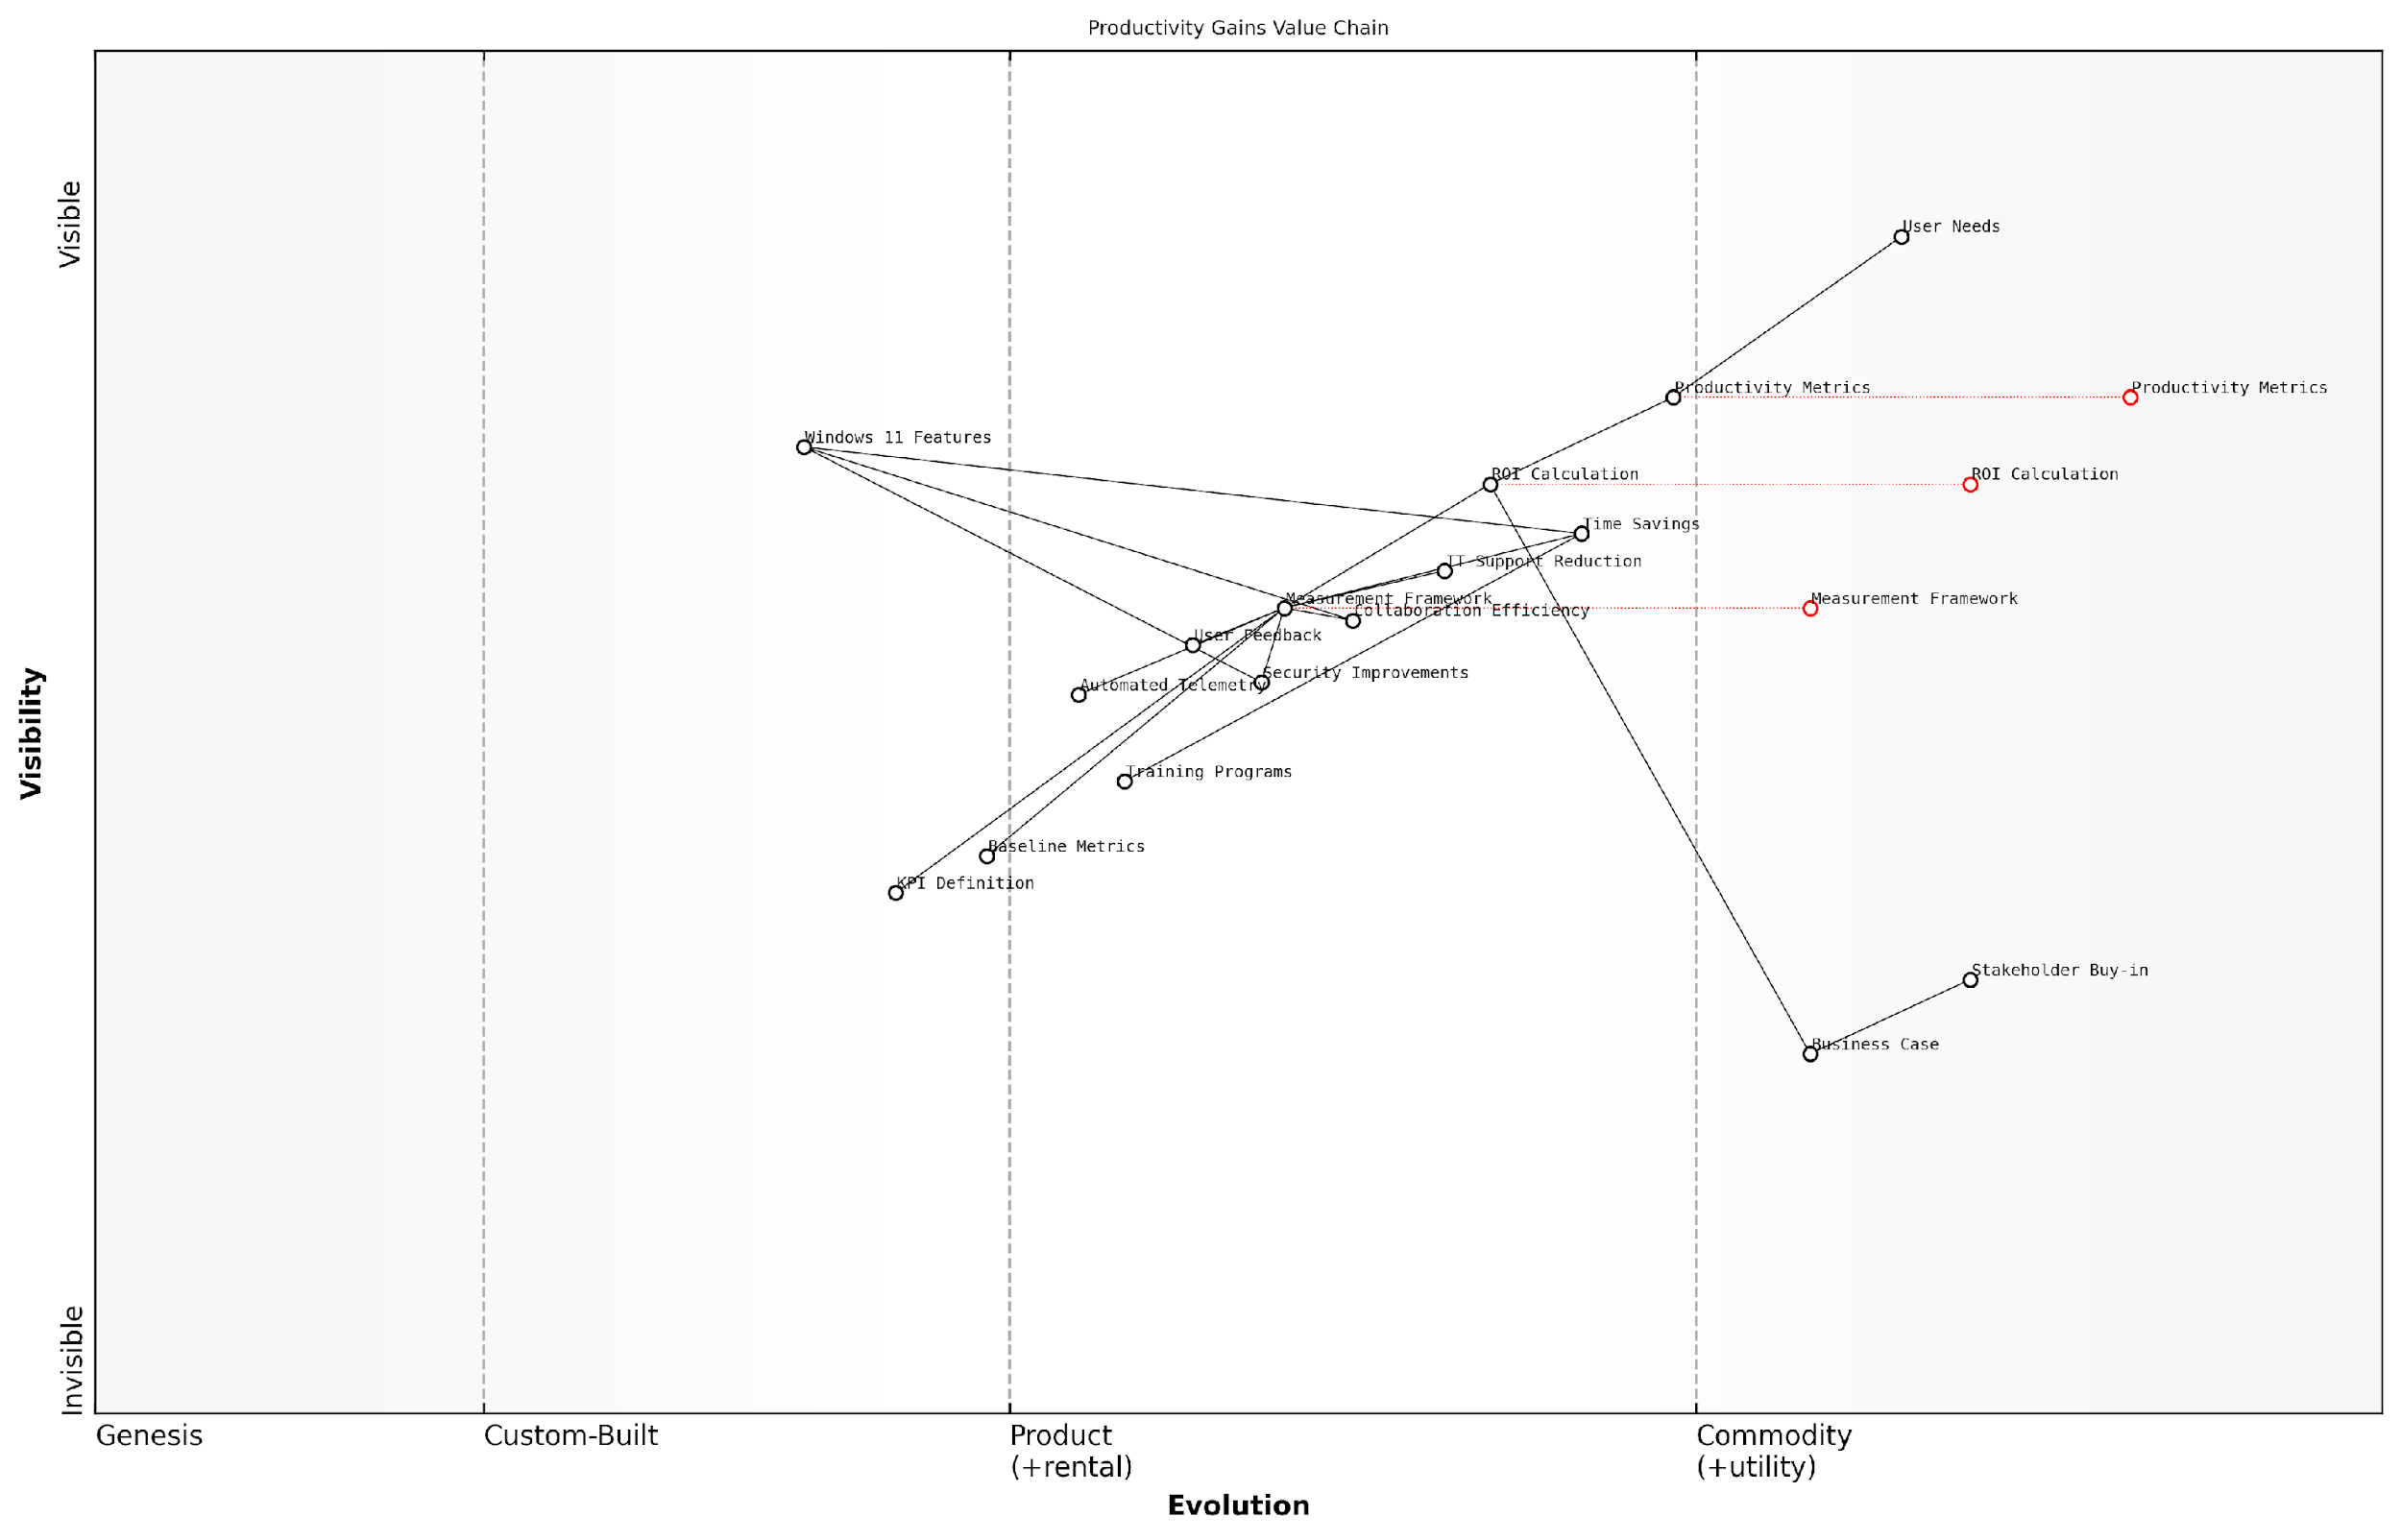 Productivity Gains Value Chain
Visible
User Needs
Productivity Metrics
Productivity Metrics
Windows 11 Features
ROI Calculation
ROI Calculation
Time Savings
IT Support Reduction
Measurement Framework
Measurement Framework
Collaboration Efficiency
User Feedback
Security Improvements
Automated Telemetry
Visibility
Training Programs
Baseline Metrics
KPI Definition
Stakeholder Buy-in
Business Case
Invisible
Genesis
Custom-Built
Product
(+rental)
Commodity
(+utility)
Evolution